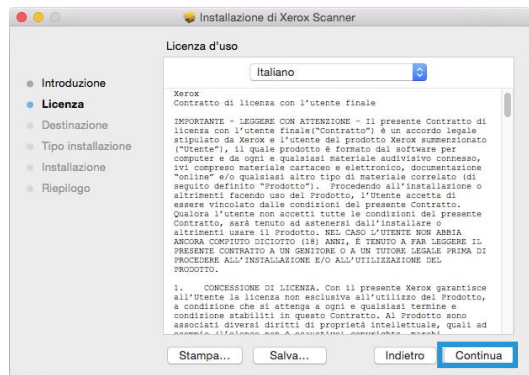 Installazione di Xerox Scanner
Licenza d'uso
Italiano
Introduzione
Licenza
Destinazione
Tipo installazione
Installazione
Riepilogo
Xerox
Contratto di licenza con l'utente finale
IMPORTANTE - LEGGERE CON ATTENZIONE - Il presente Contratto di
licenza con l'utente finale("Contratto") è un accordo legale
stipulato da Xerox e l'utente del prodotto Xerox summenzionato
("Utente"), il quale prodotto è formato dal software per
computer e da ogni e qualsiasi materiale audivisivo connesso,
ivi compreso materiale cartaceo e elettronico, documentazione
"online" e/o qualsiasi altro tipo di materiale correlato (di
seguito definito "Prodotto"). Procedendo all'installazione o
altrimenti facendo uso del Prodotto, l'Utente accetta di
essere vincolato dalle condizioni del presente Contratto.
Qualora l'utente non accetti tutte le condizioni del presente
Contratto, sarà tenuto ad astenersi dall'installare o
altrimenti usare il Prodotto. NEL CASO L'UTENTE NON ABBIA
ANCORA COMPIUTO DICIOTTO (18) ANNI, È TENUTO A FAR LEGGERE IL
PRESENTE CONTRATTO A UN GENITORE O A UN TUTORE LEGALE PRIMA DI
PROCEDERE ALL'INSTALLAZIONE E/O ALL'UTILIZZAZIONE DEL
PRODOTTO.
1. CONCESSIONE DI LICENZA. Con il presente Xerox garantisce
all'Utente la licenza non esclusiva all'utilizzo del Prodotto,
a condizione che si attenga a ogni e qualsiasi termine e
condizione stabiliti in questo Contratto. Al Prodotto sono
associati diversi diritti di proprietà intellettuale, quali ad
Stampa...
Salva...
Indietro
Continua